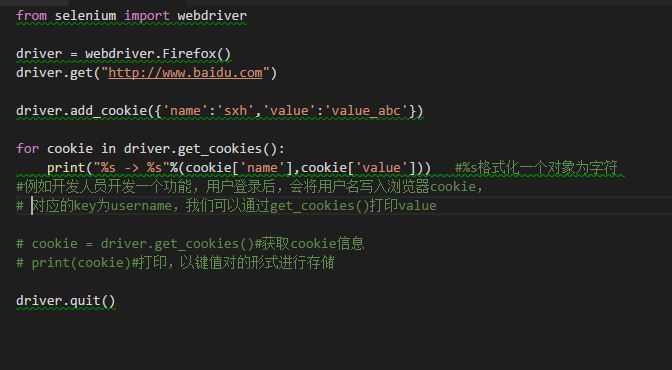 from selenium import webdriver
driver = webdriver.Firefox()
driver.get("http://www.baidu.com")
driver.add_cookie({'name':'sxh','value':'value_abc'})
for cookie in driver.get_cookies():
    print("%s -> %s"%(cookie['name'],cookie['value']))   #%s格式化一个对象为字符
#例如开发人员开发一个功能，用户登录后，会将用户名写入浏览器cookie，
# 对应的key为username，我们可以通过get_cookies()打印value
# cookie = driver.get_cookies()#获取cookie信息
# print(cookie)#打印，以键值对的形式进行存储
driver.quit()